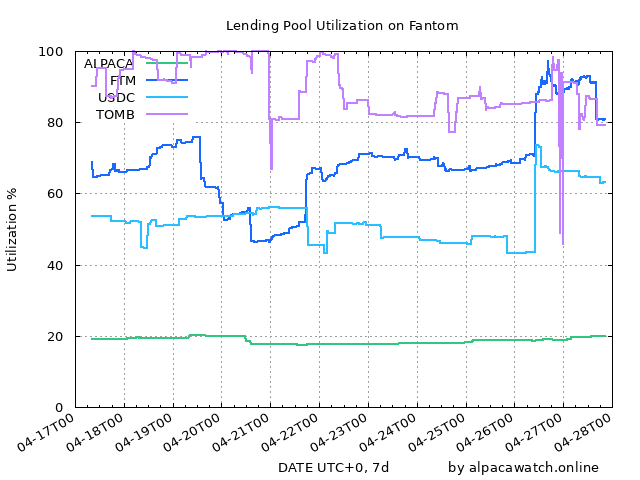 Lending Pool Utilization on Fantom
100
80
60
40
20
0
Utilization %
ALPACA
FTM
USDC
TOMB
04-17T00
04-18T00
04-19T00
04-20T00
04-21T00
04-22T00
04-23T00
04-24T00
04-25T00
04-26T00
04-27T00
04-28T00
DATE UTC+0, 7d
by alpacawatch.online